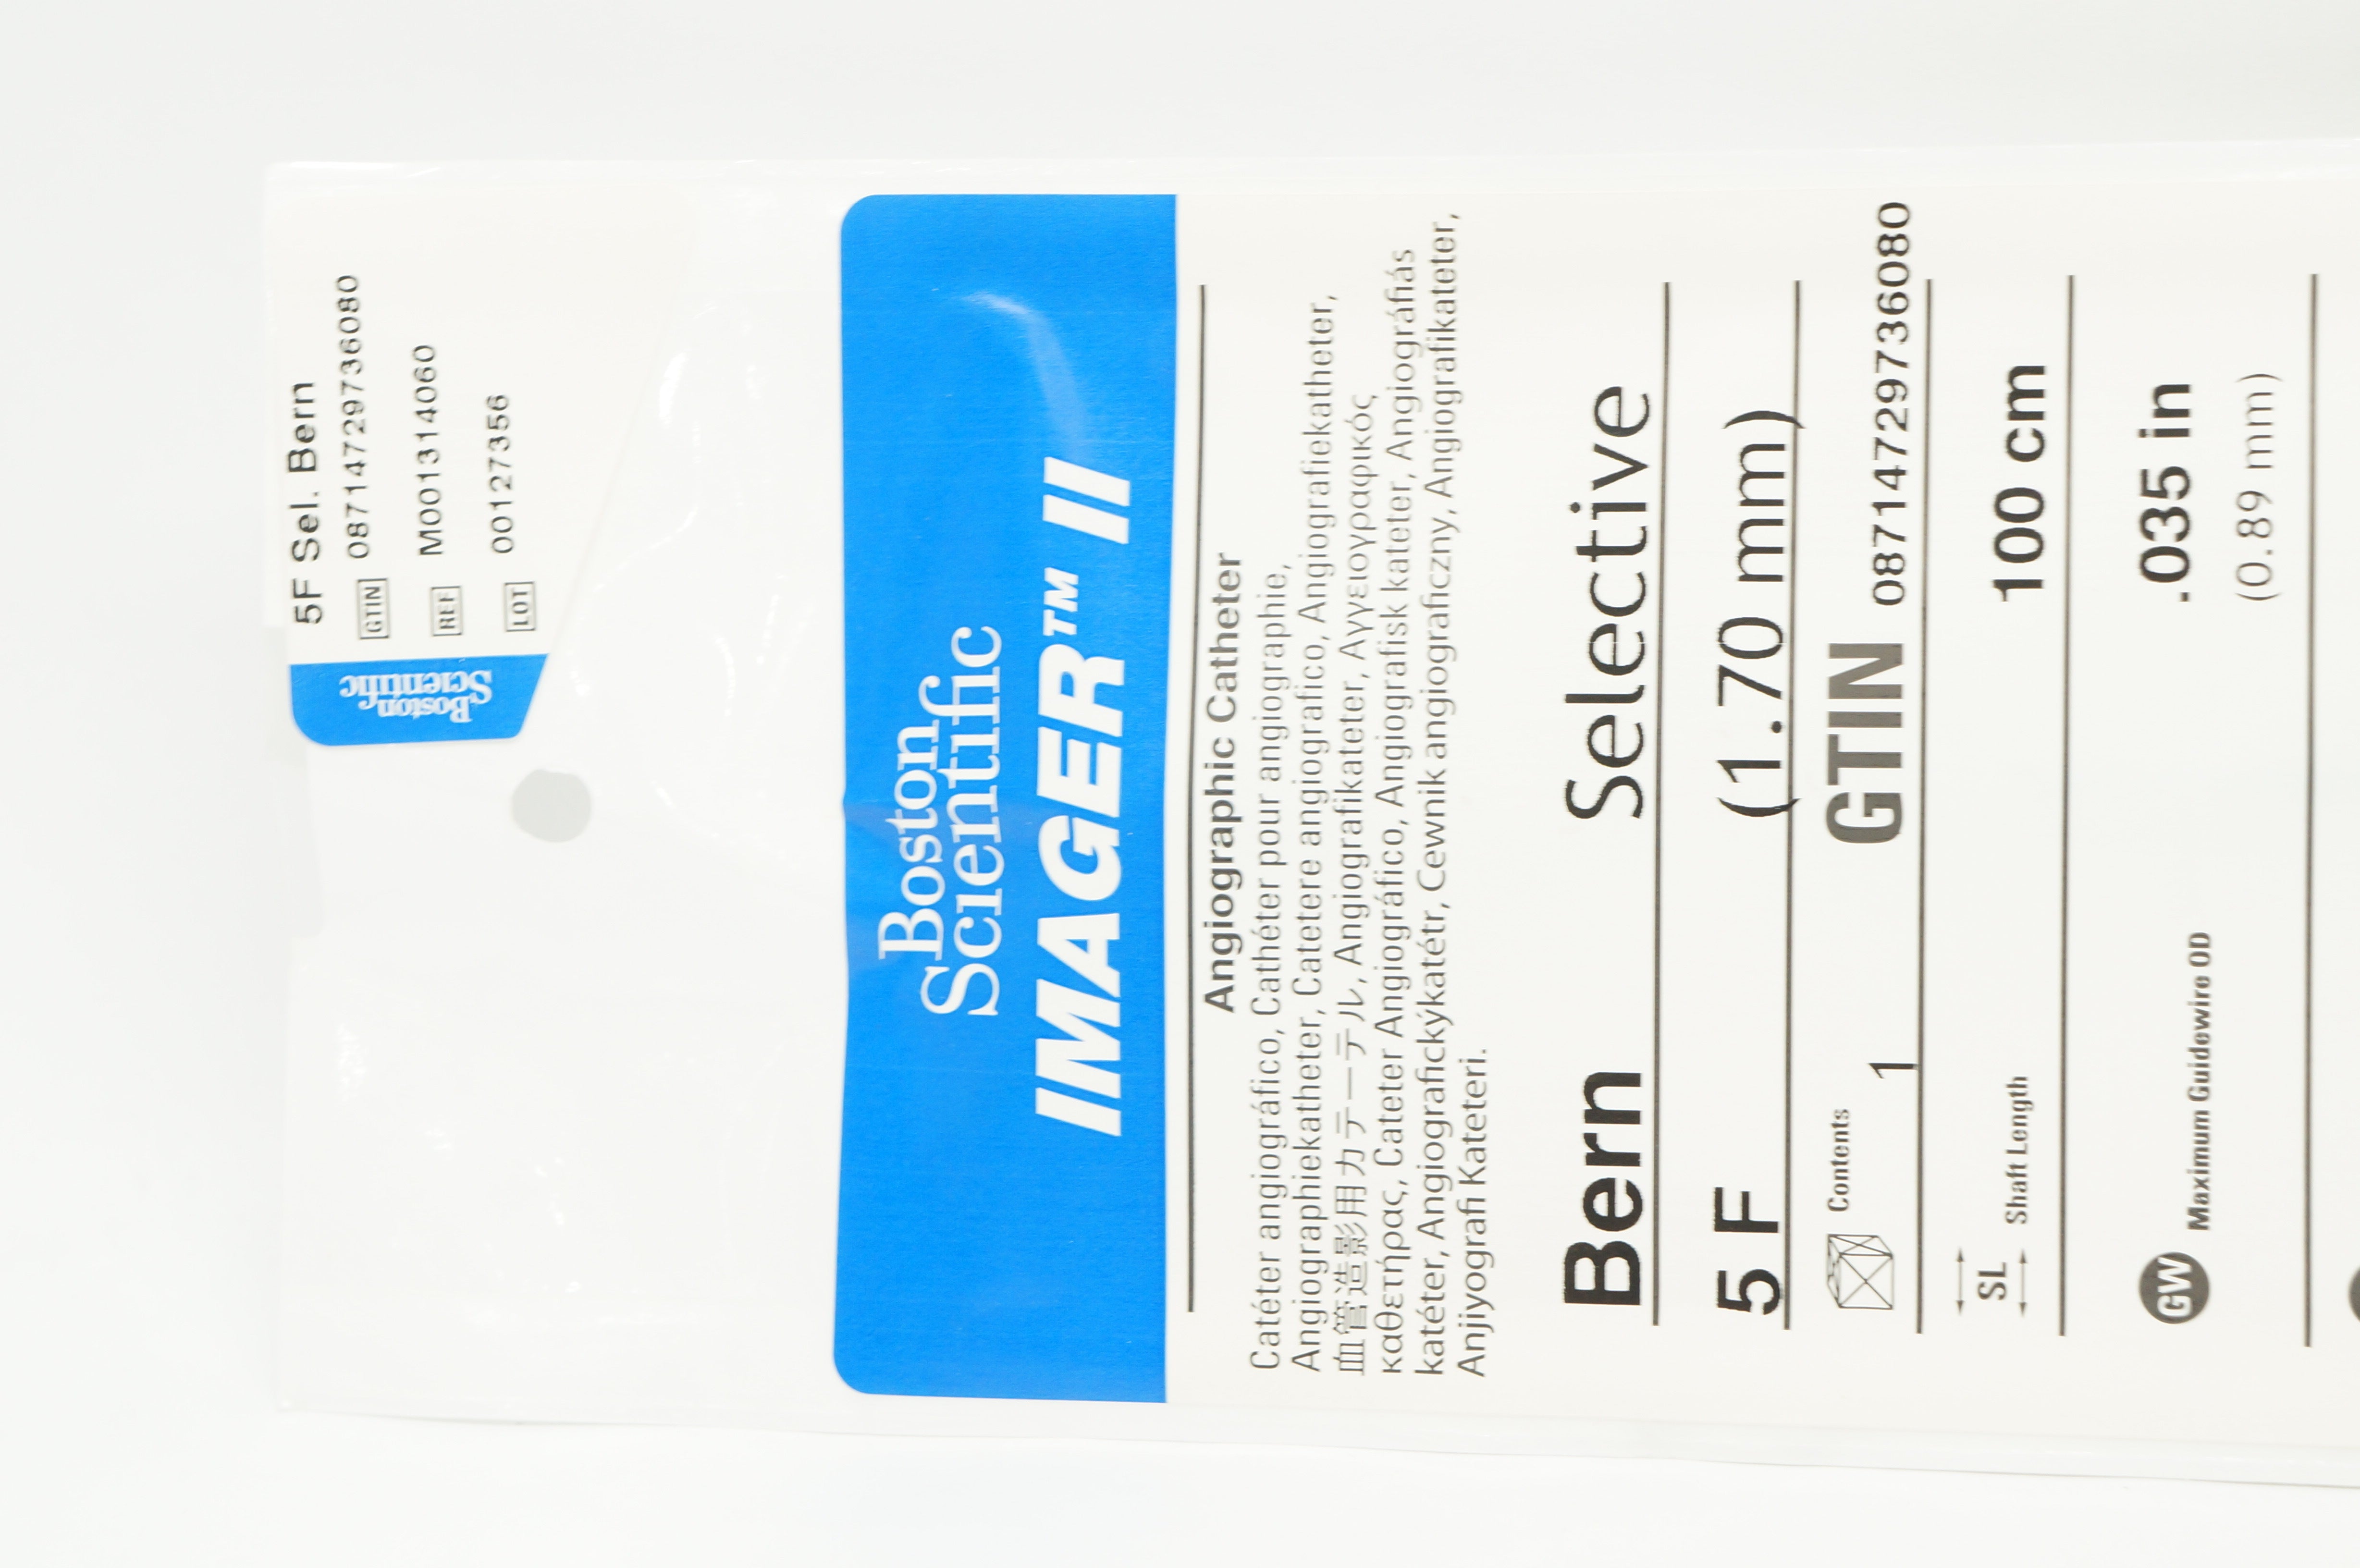 5F Sel. Bern
GTIN 08714729736080
REF M001314060
LOT 00127356
Boston
Scientific
Boston
Scientific
IMAGER™ II
Angiographic Catheter
Catéter angiográfico, Cathéter pour angiographie,
Angiographiekatheter, Catetere angiografico, Angiografiekatheter,
血管造影用カテーテル, Angiografikateter, Αγγειογραφικός
καθετήρας, Cateter Angiográfico, Angiografisk kateter, Angiográfiás
katéter, Angiografickýkatétr, Cewnik angiograficzny, Angiografikateter,
Anjiyografi Kateteri.
Bern Selective
5 F (1.70 mm)
Contents 1 GTIN 08714729736080
SL Shaft Length 100 cm
GW Maximum Guidewire OD .035 in
(0.89 mm)